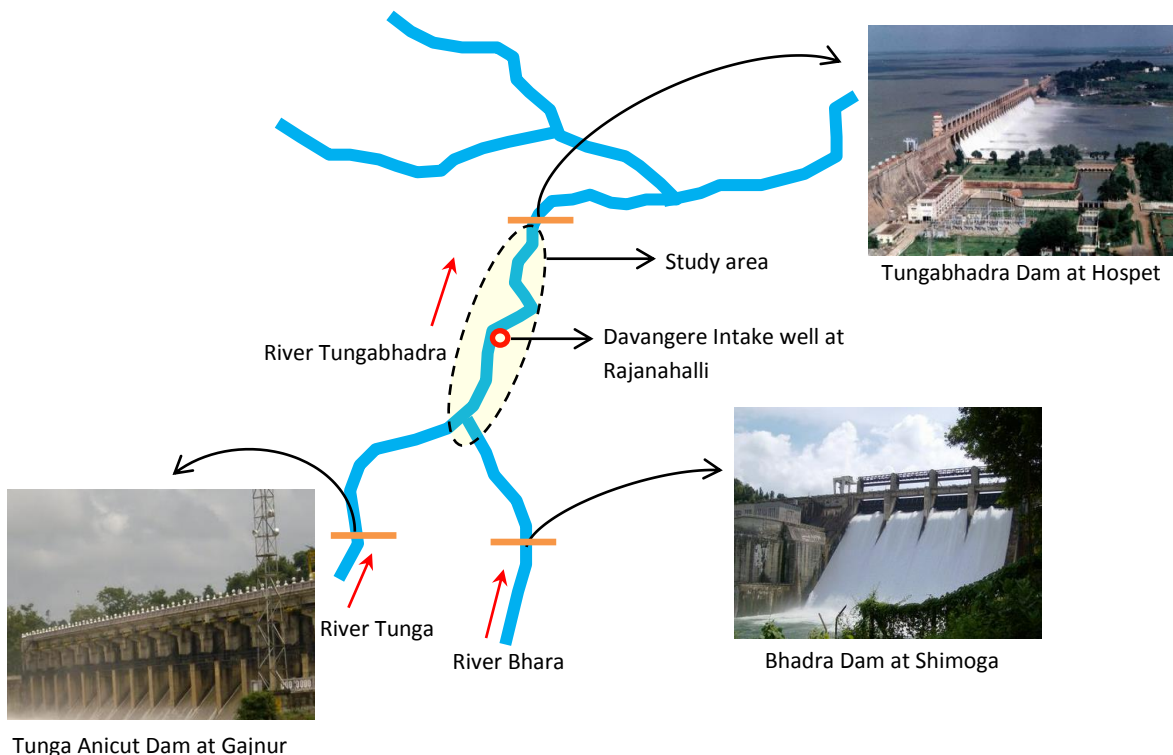 Tungabhadra Dam at Hospet
Study area
River Tungabhadra
Davangere Intake well at
Rajanahalli
River Tunga
River Bhara
Bhadra Dam at Shimoga
Tunga Anicut Dam at Gajnur